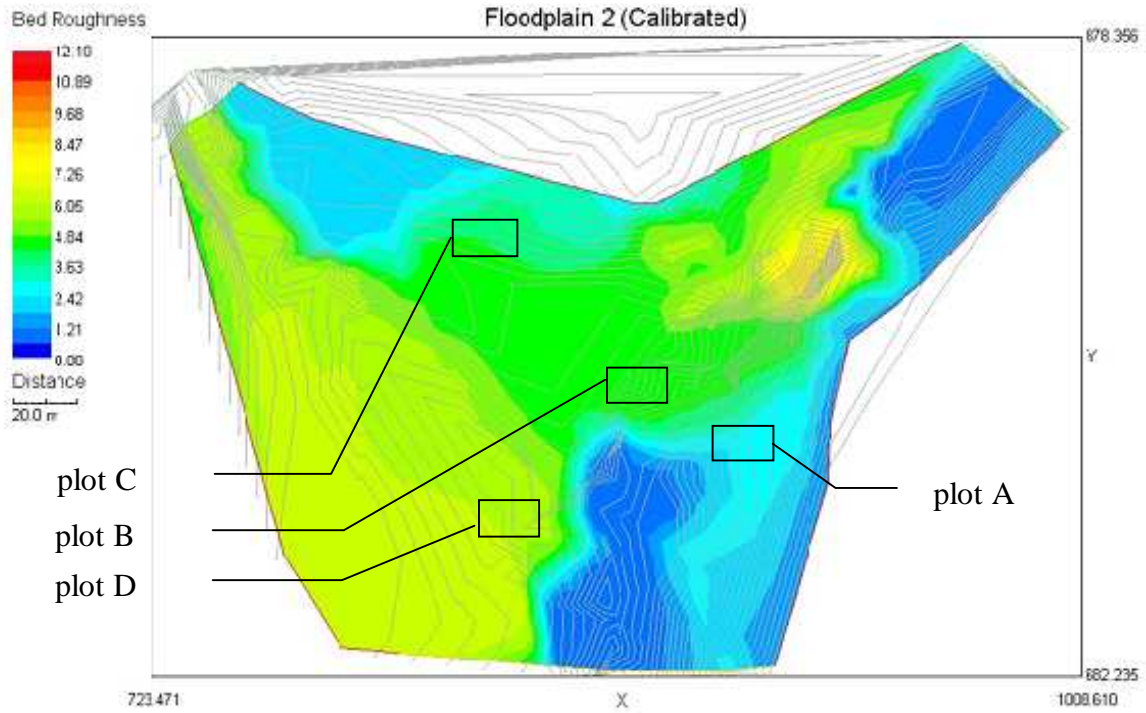 Floodplain 2 (Calibrated)
Bed Roughness
12.10
10.89
9.68
8.47
7.26
6.05
4.84
3.63
2.42
1.21
0.00
Distance
20.0 m
878.356
Y
682.235
723.471
X
1008.610
plot C
plot B
plot D
plot A